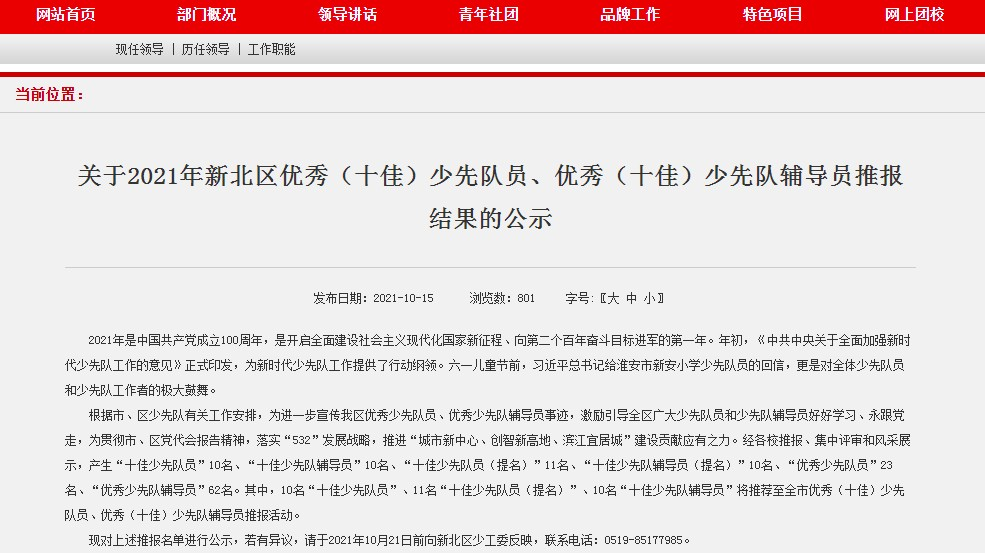 网站首页 部门概况 领导讲话 青年社团 品牌工作 特色项目 网上团校
现任领导 | 历任领导 | 工作职能
当前位置：
关于2021年新北区优秀（十佳）少先队员、优秀（十佳）少先队辅导员推报
结果的公示
发布日期：2021-10-15 浏览数：801 字号：〖大 中 小〗
2021年是中国共产党成立100周年，是开启全面建设社会主义现代化国家新征程、向第二个百年奋斗目标进军的第一年。年初，《中共中央关于全面加强新时
代少先队工作的意见》正式印发，为新时代少先队工作提供了行动纲领。六一儿童节前，习近平总书记给淮安市新安小学少先队员的回信，更是对全体少先队员
和少先队工作者的极大鼓舞。
根据市、区少先队有关工作安排，为进一步宣传我区优秀少先队员、优秀少先队辅导员事迹，激励引导全区广大少先队员和少先队辅导员好好学习、永跟党
走，为贯彻市、区党代会报告精神，落实“532”发展战略，推进“城市新中心、创智新高地、滨江宜居城”建设贡献应有之力。经各校推报、集中评审和风采展
示，产生“十佳少先队员”10名、“十佳少先队辅导员”10名、“十佳少先队员（提名）”11名、“十佳少先队辅导员（提名）”10名、“优秀少先队员”23
名、“优秀少先队辅导员”62名。其中，10名“十佳少先队员”、11名“十佳少先队员（提名）”、10名“十佳少先队辅导员”将推荐至全市优秀（十佳）少先
队员、优秀（十佳）少先队辅导员推报活动。
现对上述推报名单进行公示，若有异议，请于2021年10月21日前向新北区少工委反映，联系电话：0519-85177985。